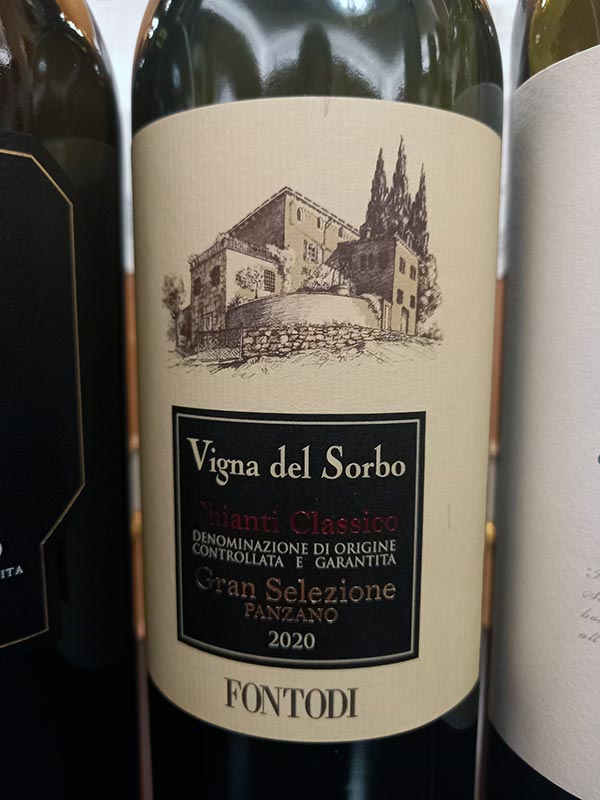 Vigna del Sorbo
Chianti Classico
DENOMINAZIONE DI ORIGINE
CONTROLLATA E GARANTITA
Gran Selezione
PANZANO
2020
FONTODI